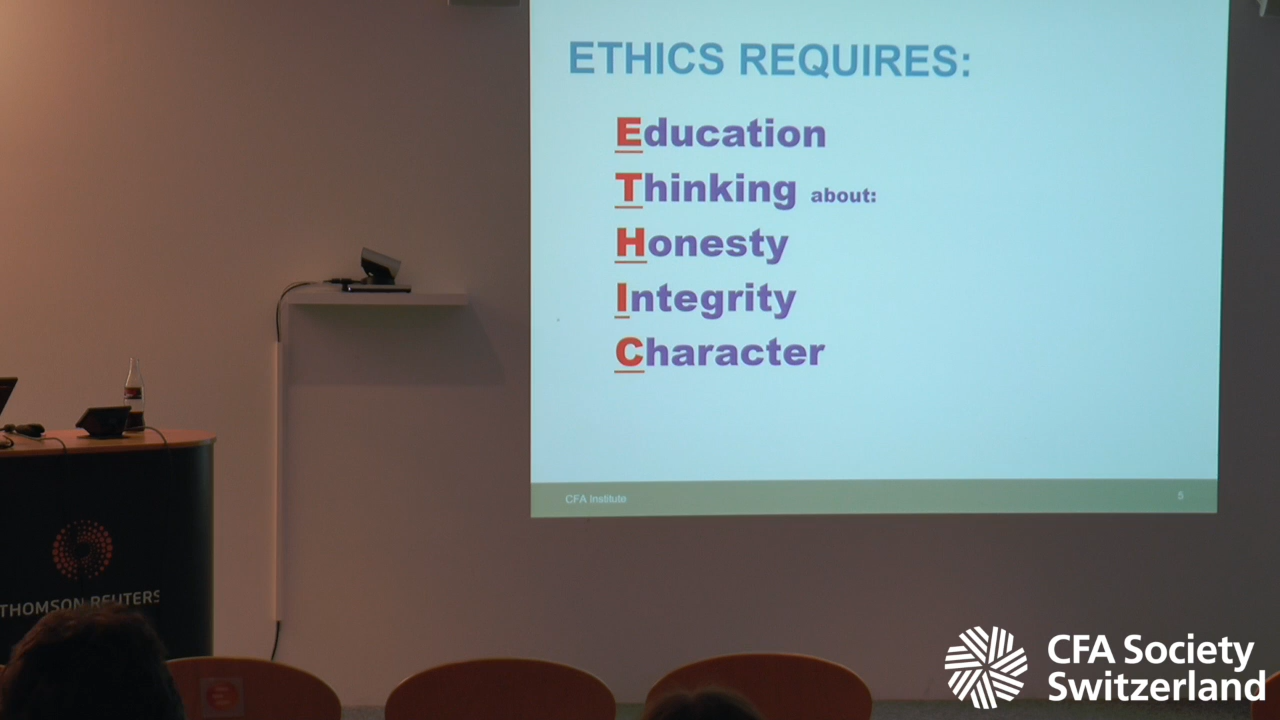 ETHICS REQUIRES:
Education
Thinking about:
Honesty
Integrity
Character
CFA Institute
5
THOMSON REUTERS
CFA Society
Switzerland